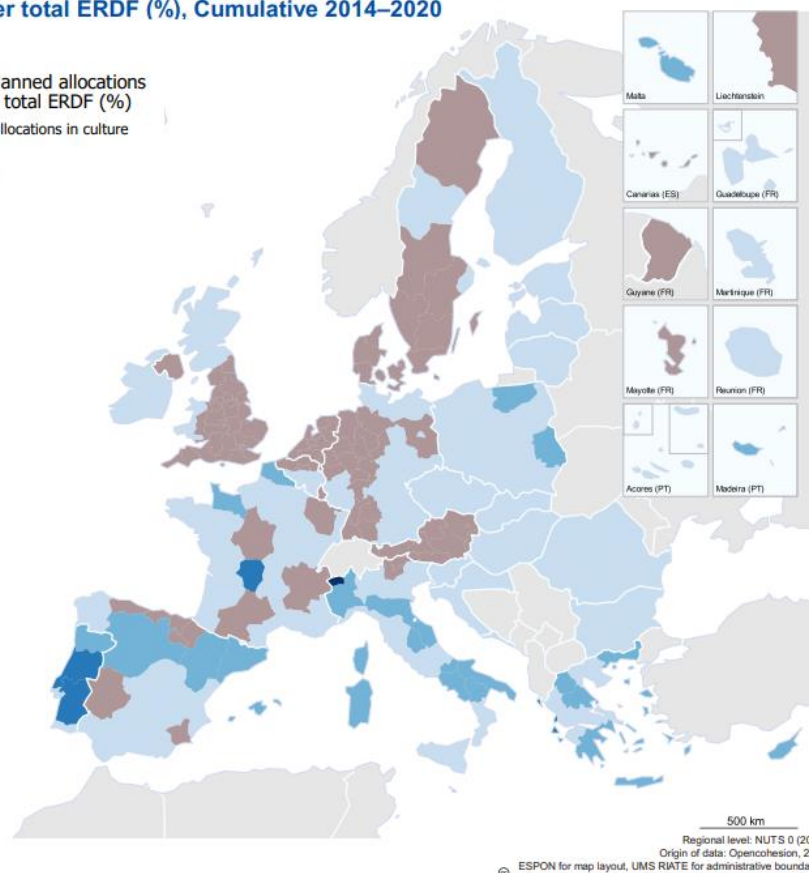 er total ERDF (%), Cumulative 2014–2020
anned allocations
total ERDF (%)
llocations in culture
Malta
Liechtenstein
Canarias (ES)
Guadeloupe (FR)
Guyane (FR)
Martinique (FR)
Mayotte (FR)
Reunion (FR)
Acores (PT)
Madeira (PT)
500 km
Regional level: NUTS 0 (20
Origin of data: Opencohesion, 2
ESPON for map layout, UMS RIATE for administrative bounda